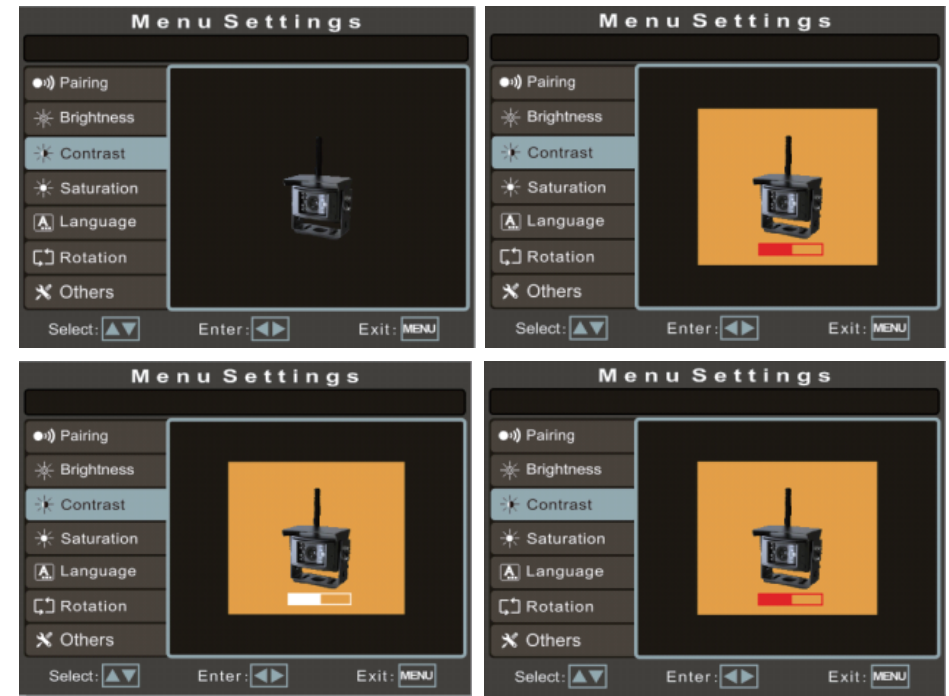 Menu Settings
Pairing
Brightness
Contrast
Saturation
Language
Rotation
Others
Select: Enter: Exit: MENU
Menu Settings
Pairing
Brightness
Contrast
Saturation
Language
Rotation
Others
Select: Enter: Exit: MENU
Menu Settings
Pairing
Brightness
Contrast
Saturation
Language
Rotation
Others
Select: Enter: Exit: MENU
Menu Settings
Pairing
Brightness
Contrast
Saturation
Language
Rotation
Others
Select: Enter: Exit: MENU